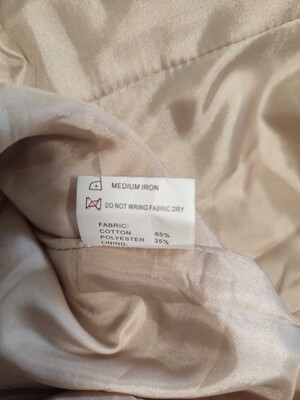 MEDIUM IRON
DO NOT WRING FABRIC DRY
FABRIC:
COTTON 65%
POLYESTER 35%
LINING: